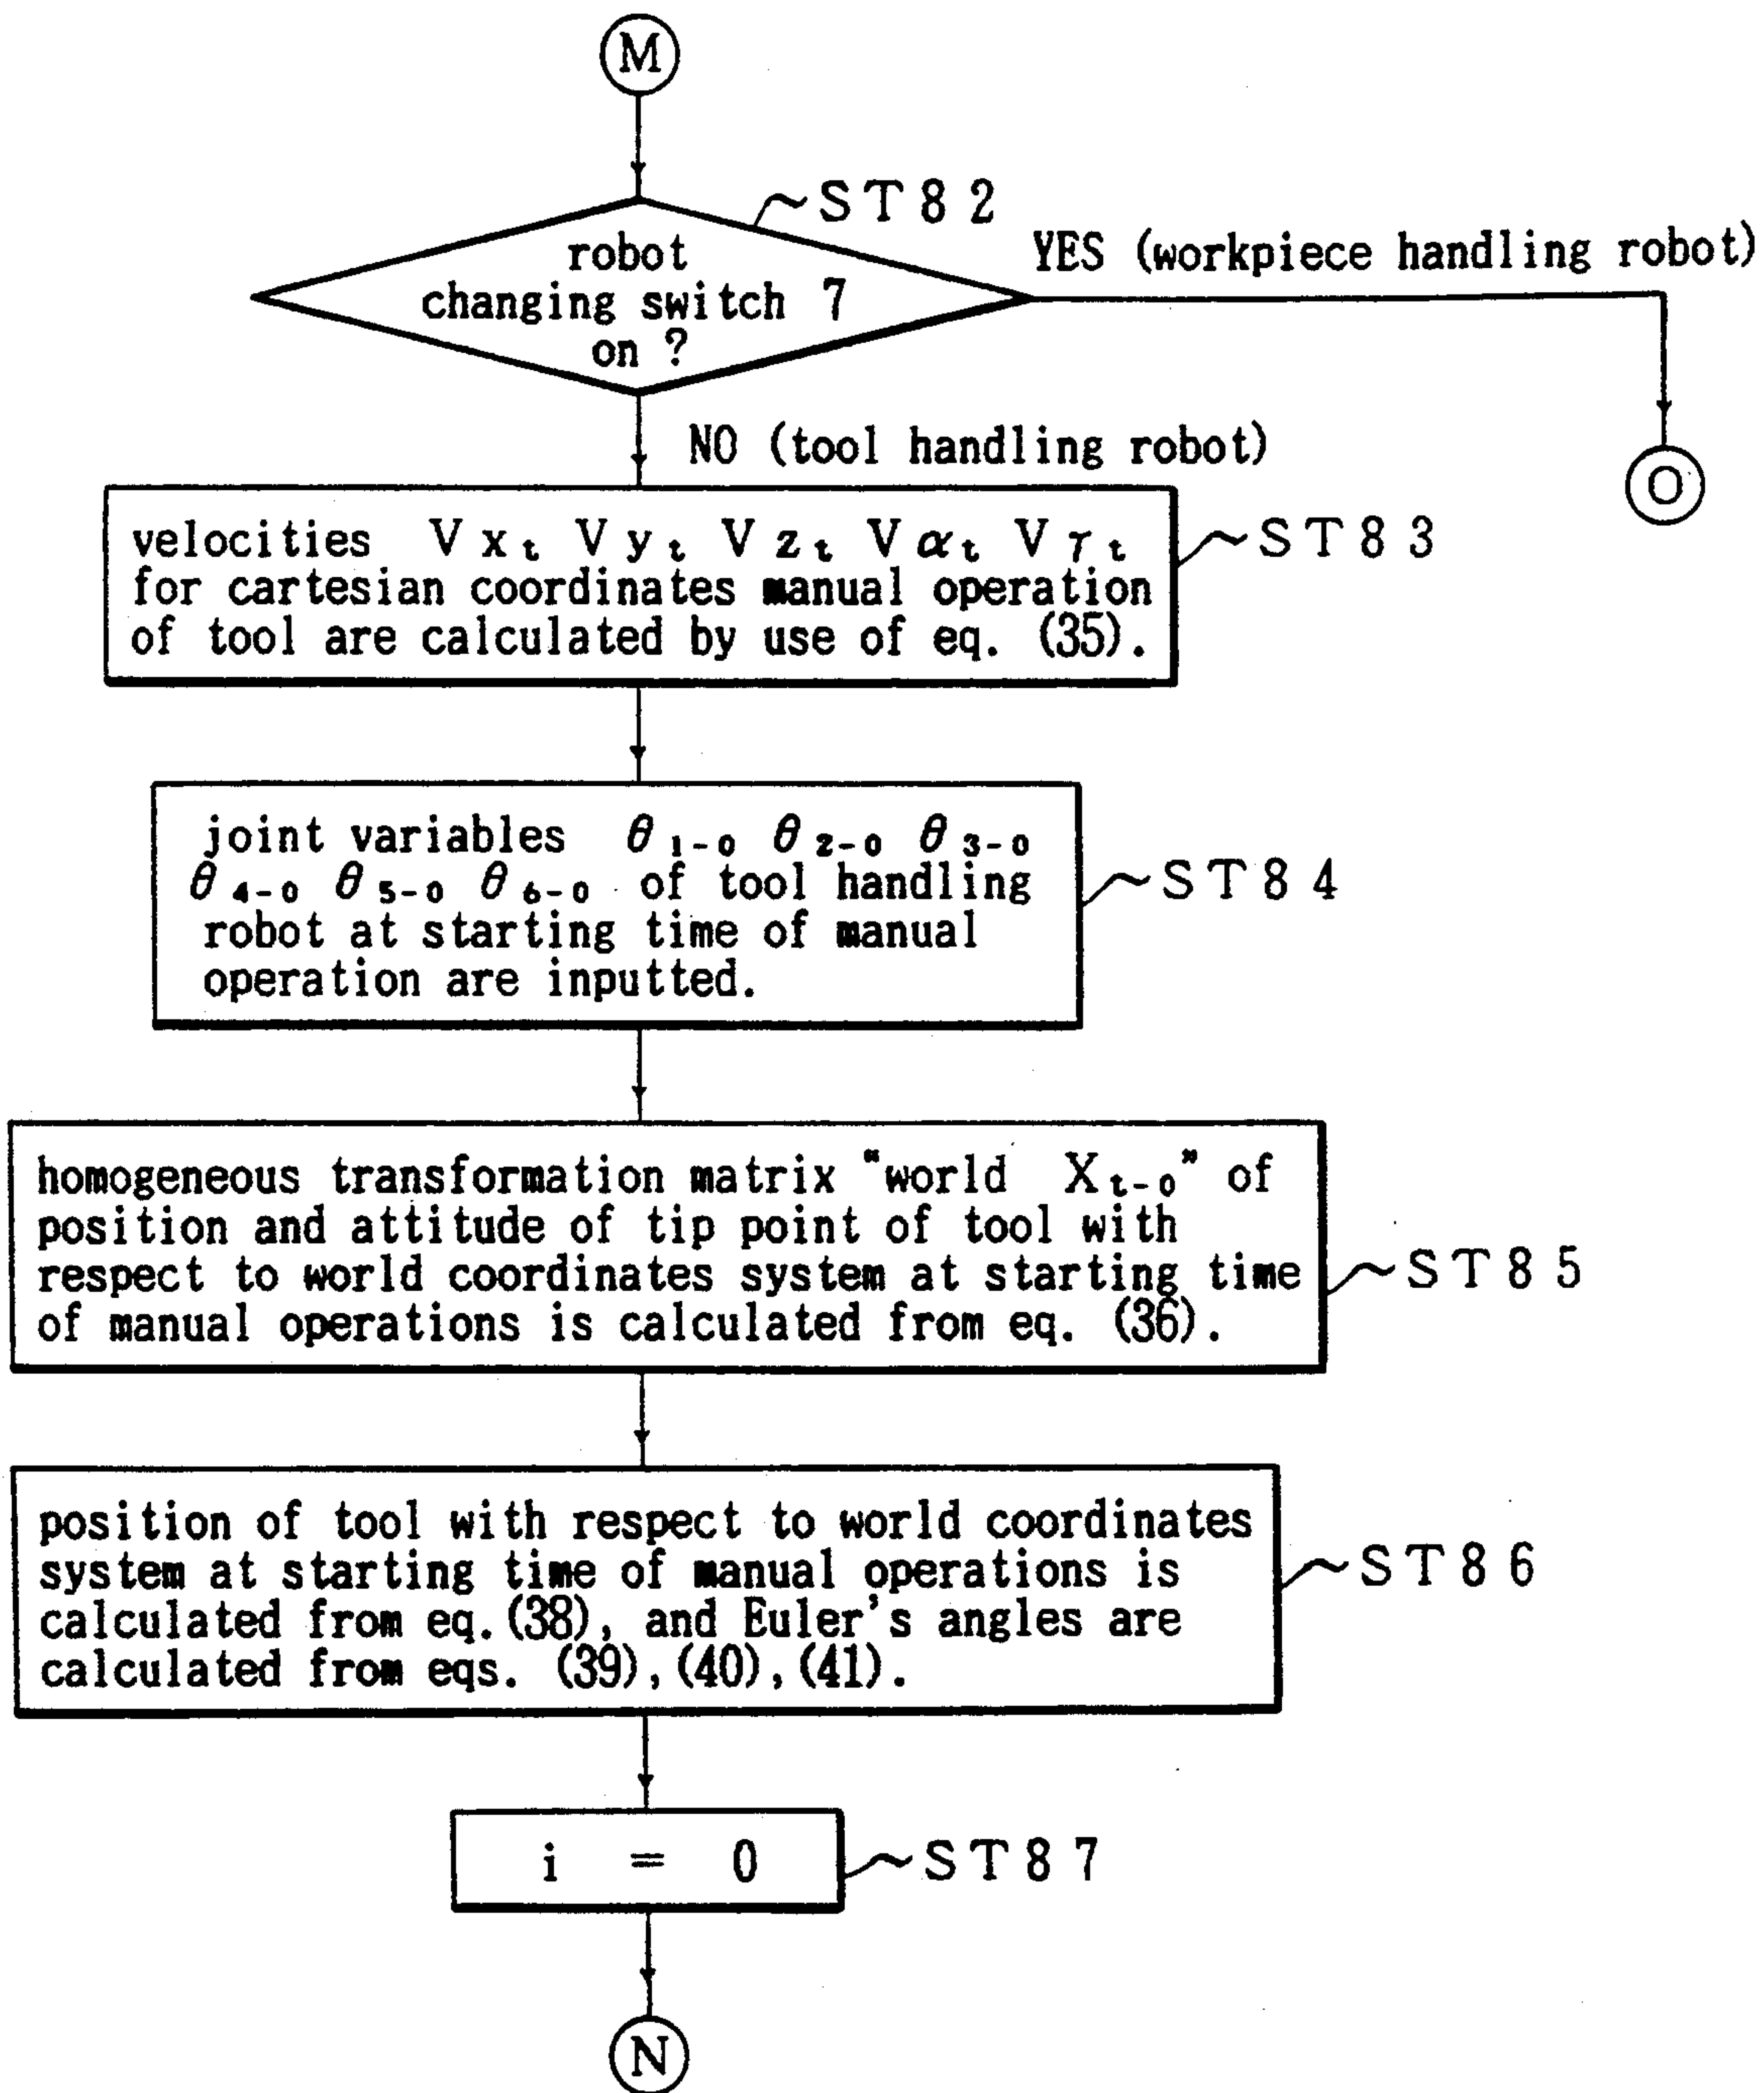 M
ST82
robot
changing switch 7
on ?
YES (workpiece handling robot)
O
NO (tool handling robot)
velocities Vxt Vyt Vzt Vαt Vγt
for cartesian coordinates manual operation
of tool are calculated by use of eq. (35).
ST83
joint variables θ1-0 θ2-0 θ3-0
θ4-0 θ5-0 θ6-0 of tool handling
robot at starting time of manual
operation are inputted.
ST84
homogeneous transformation matrix "world Xt-0" of
position and attitude of tip point of tool with
respect to world coordinates system at starting time
of manual operations is calculated from eq. (36).
ST85
position of tool with respect to world coordinates
system at starting time of manual operations is
calculated from eq.(38), and Euler's angles are
calculated from eqs. (39),(40),(41).
ST86
i = 0
ST87
N